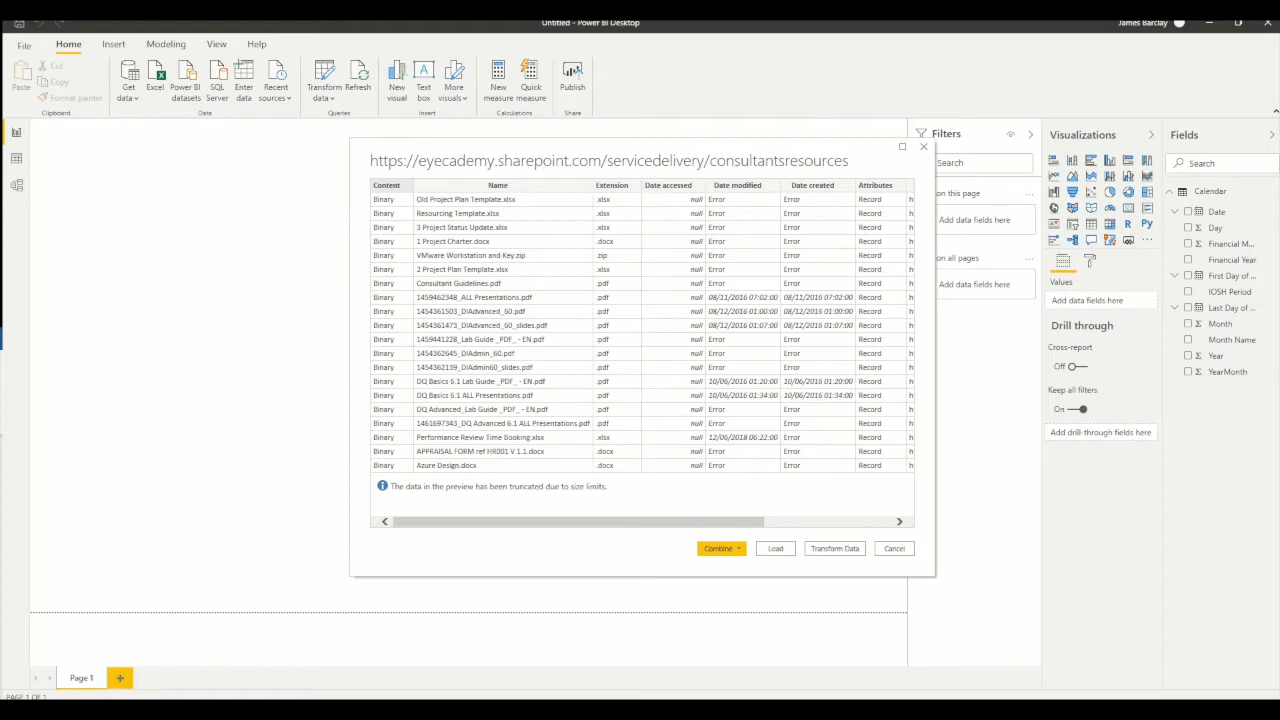 Untitled - Power BI Desktop
James Barclay
File
Home
Insert
Modeling
View
Help
Paste
Cut
Copy
Format painter
Clipboard
Get data
Excel
Power BI datasets
SQL Server
Enter data
Recent sources
Data
Transform data
Refresh
Queries
New visual
Text box
More visuals
Insert
New measure
Quick measure
Calculations
Publish
Share
https://eyecademy.sharepoint.com/servicedelivery/consultantsresources
Content Name Extension Date accessed Date modified Date created Attributes
Binary Old Project Plan Template.xlsx .xlsx null Error Error Record
Binary Resourcing Template.xlsx .xlsx null Error Error Record
Binary 3 Project Status Update.xlsx .xlsx null Error Error Record
Binary 1 Project Charter.docx .docx null Error Error Record
Binary VMware Workstation and Key.zip .zip null Error Error Record
Binary 2 Project Plan Template.xlsx .xlsx null Error Error Record
Binary Consultant Guidelines.pdf .pdf null Error Error Record
Binary 1459462348_ALL Presentations.pdf .pdf null 08/11/2016 07:02:00 08/11/2016 07:02:00 Record
Binary 1454361503_DIAdvanced_60.pdf .pdf null 08/12/2016 01:00:00 08/12/2016 01:00:00 Record
Binary 1454361473_DIAdvanced_60_slides.pdf .pdf null 08/12/2016 01:07:00 08/12/2016 01:07:00 Record
Binary 1459441228_Lab Guide _PDF_ - EN.pdf .pdf null Error Error Record
Binary 1454362645_DIAdmin_60.pdf .pdf null Error Error Record
Binary 1454362139_DIAdmin60_slides.pdf .pdf null Error Error Record
Binary DQ Basics 6.1 Lab Guide _PDF_ - EN.pdf .pdf null 10/06/2016 01:20:00 10/06/2016 01:20:00 Record
Binary DQ Basics 6.1 ALL Presentations.pdf .pdf null 10/06/2016 01:34:00 10/06/2016 01:34:00 Record
Binary DQ Advanced_Lab Guide _PDF_ - EN.pdf .pdf null Error Error Record
Binary 1461697343_DQ Advanced 6.1 ALL Presentations.pdf .pdf null Error Error Record
Binary Performance Review Time Booking.xlsx .xlsx null 12/06/2018 06:22:00 Error Record
Binary APPRAISAL FORM ref HR001 V 1.1.docx .docx null Error Error Record
Binary Azure Design.docx .docx null Error Error Record
The data in the preview has been truncated due to size limits.
Combine
Load
Transform Data
Cancel
Filters
Search
on this page
...
Add data fields here
on all pages
...
Add data fields here
Visualizations
Values
Add data fields here
Drill through
Cross-report
Off
Keep all filters
On
Add drill-through fields here
Fields
Search
Calendar
Date
Day
Financial M...
Financial Year
First Day of ...
IOSH Period
Last Day of ...
Month
Month Name
Year
YearMonth
Page 1
PAGE 1 OF 1